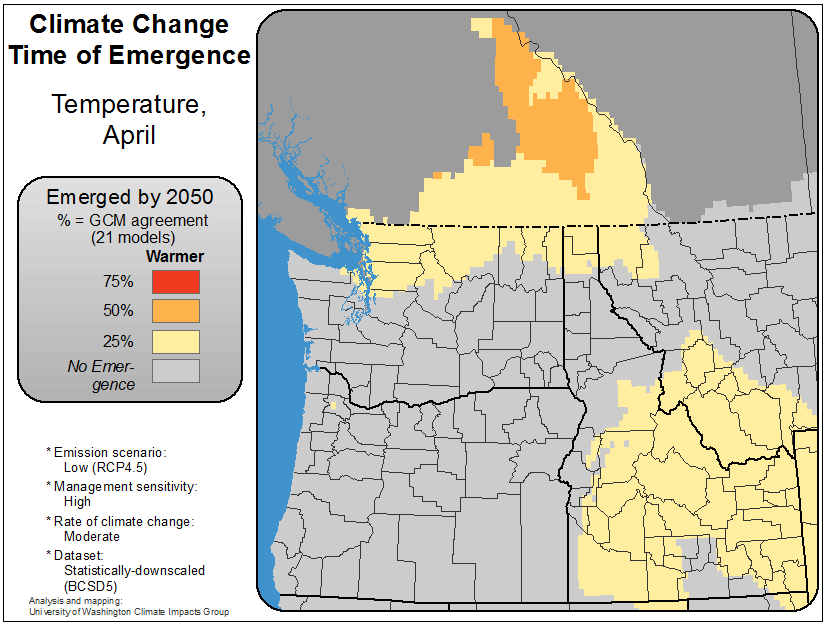 Climate Change
Time of Emergence
Temperature,
April
Emerged by 2050
% = GCM agreement
(21 models)
Warmer
75%
50%
25%
No Emer-
gence
* Emission scenario:
Low (RCP4.5)
* Management sensitivity:
High
* Rate of climate change:
Moderate
* Dataset:
Statistically-downscaled
(BCSD5)
Analysis and mapping:
University of Washington Climate Impacts Group